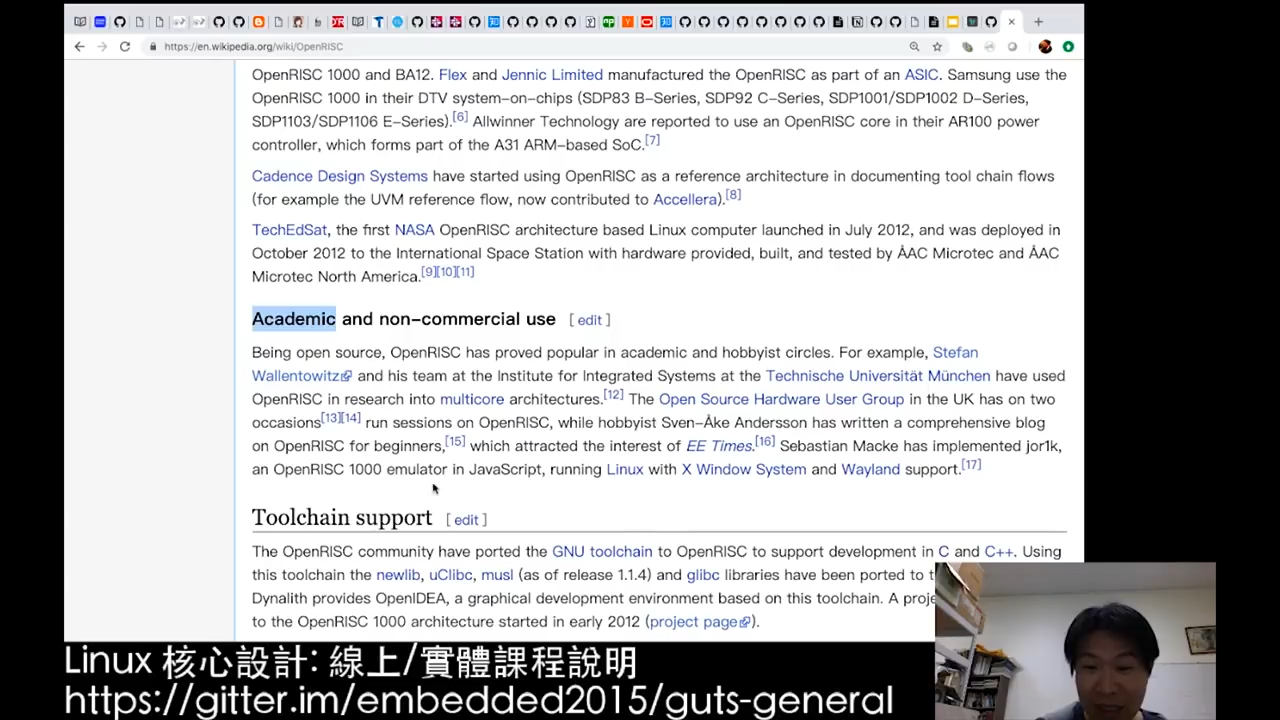 https://en.wikipedia.org/wiki/OpenRISC
OpenRISC 1000 and BA12. Flex and Jennic Limited manufactured the OpenRISC as part of an ASIC. Samsung use the
OpenRISC 1000 in their DTV system-on-chips (SDP83 B-Series, SDP92 C-Series, SDP1001/SDP1002 D-Series,
SDP1103/SDP1106 E-Series).[6] Allwinner Technology are reported to use an OpenRISC core in their AR100 power
controller, which forms part of the A31 ARM-based SoC.[7]
Cadence Design Systems have started using OpenRISC as a reference architecture in documenting tool chain flows
(for example the UVM reference flow, now contributed to Accellera).[8]
TechEdSat, the first NASA OpenRISC architecture based Linux computer launched in July 2012, and was deployed in
October 2012 to the International Space Station with hardware provided, built, and tested by ÅAC Microtec and ÅAC
Microtec North America.[9][10][11]
Academic and non-commercial use [ edit ]
Being open source, OpenRISC has proved popular in academic and hobbyist circles. For example, Stefan
Wallentowitz and his team at the Institute for Integrated Systems at the Technische Universität München have used
OpenRISC in research into multicore architectures.[12] The Open Source Hardware User Group in the UK has on two
occasions[13][14] run sessions on OpenRISC, while hobbyist Sven-Åke Andersson has written a comprehensive blog
on OpenRISC for beginners,[15] which attracted the interest of EE Times.[16] Sebastian Macke has implemented jor1k,
an OpenRISC 1000 emulator in JavaScript, running Linux with X Window System and Wayland support.[17]
Toolchain support [ edit ]
The OpenRISC community have ported the GNU toolchain to OpenRISC to support development in C and C++. Using
this toolchain the newlib, uClibc, musl (as of release 1.1.4) and glibc libraries have been ported to
Dynalith provides OpenIDEA, a graphical development environment based on this toolchain. A
to the OpenRISC 1000 architecture started in early 2012 (project page).
Linux 核心設計: 線上/實體課程說明
https://gitter.im/embedded2015/guts-general